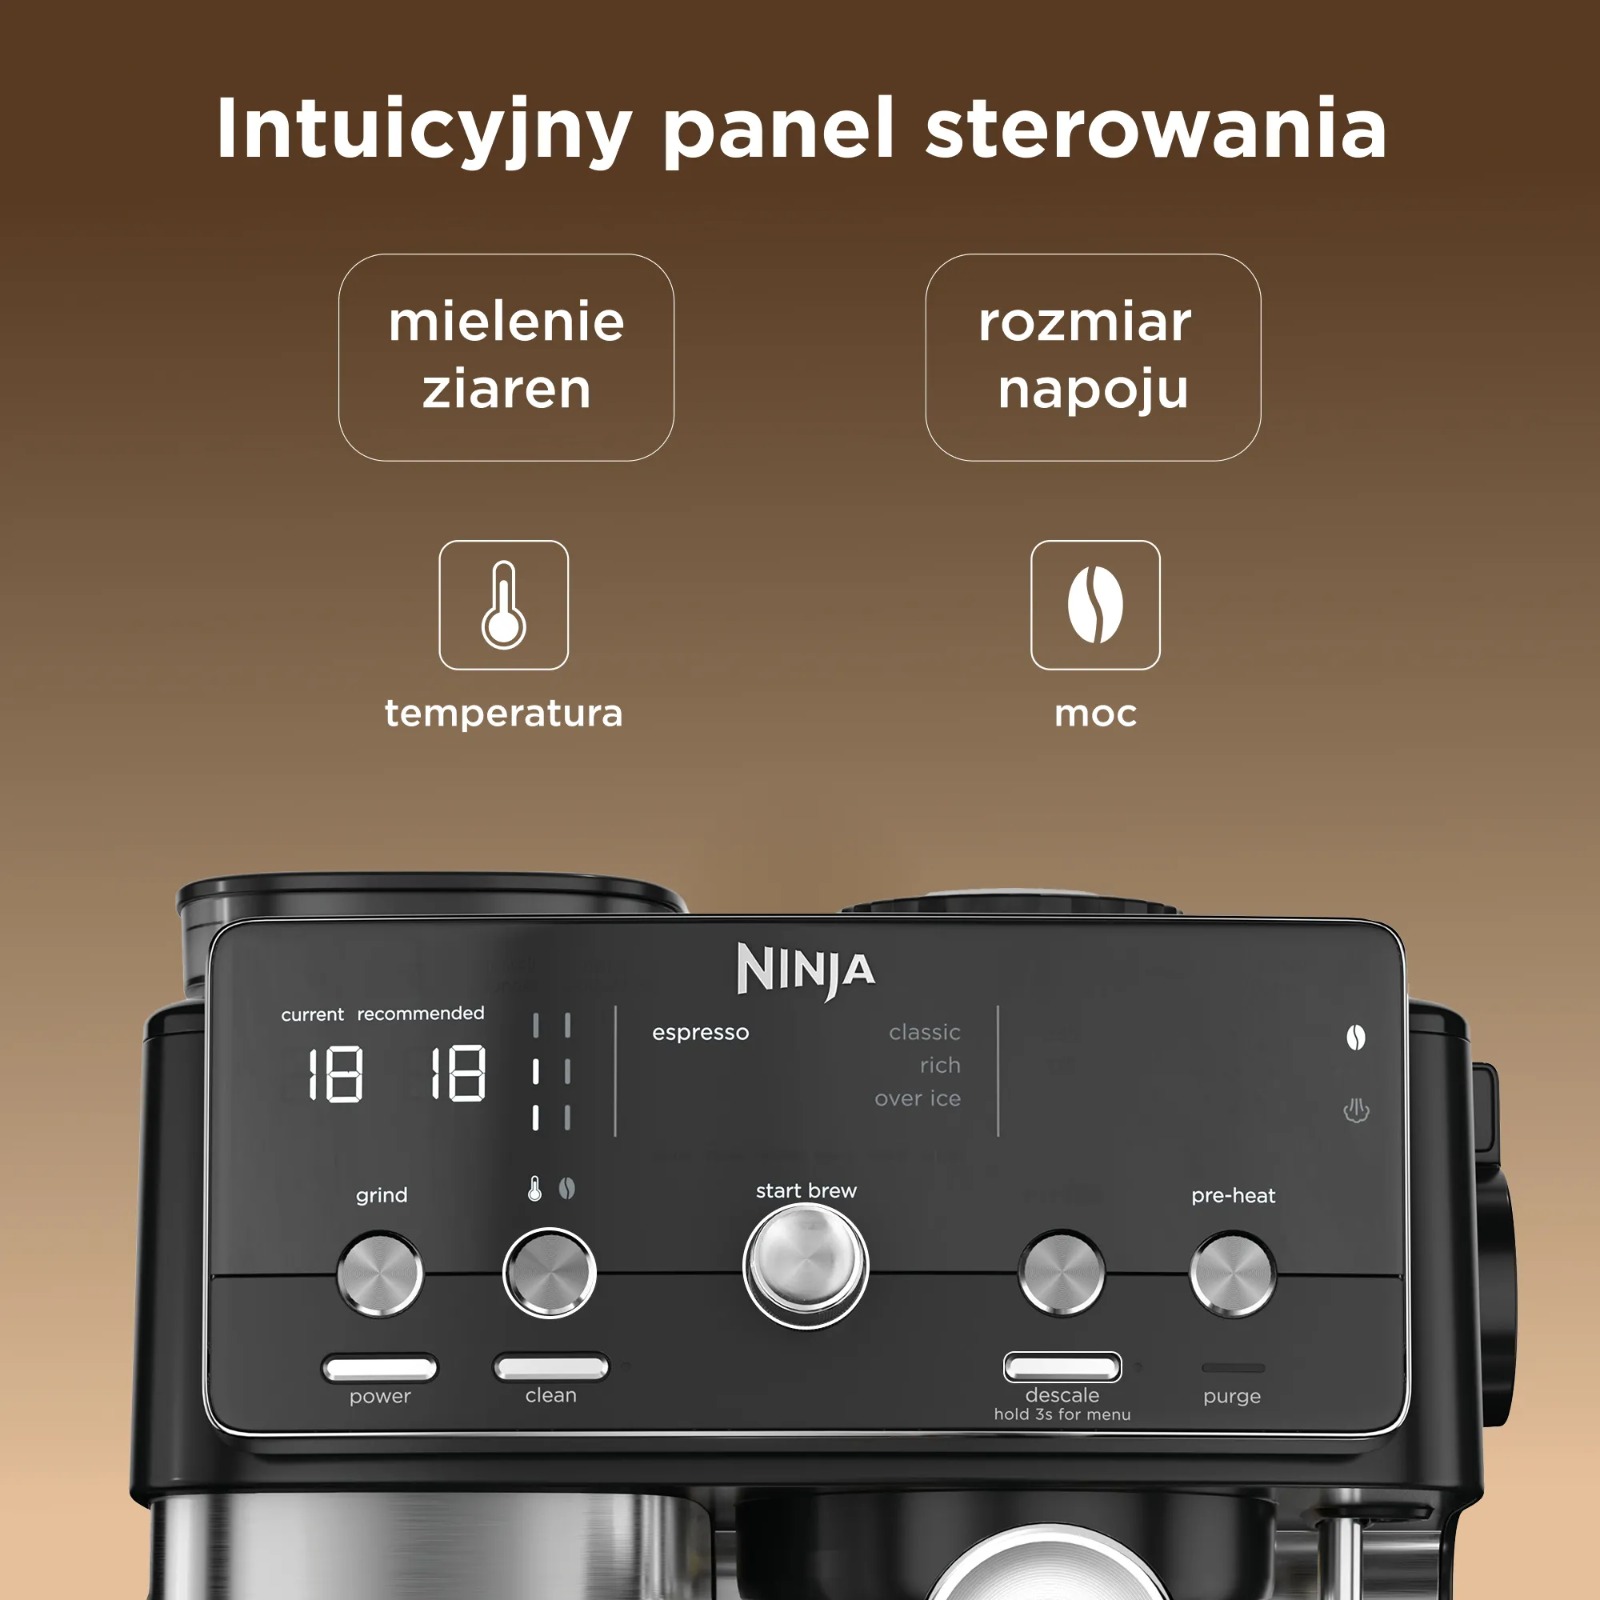 Intuicyjny panel sterowania
mielenie
ziaren
rozmiar
napoju
temperatura
moc
NINJA
current recommended
18 18
espresso
classic
rich
over ice
grind
start brew
pre-heat
power
clean
descale
hold 3s for menu
purge